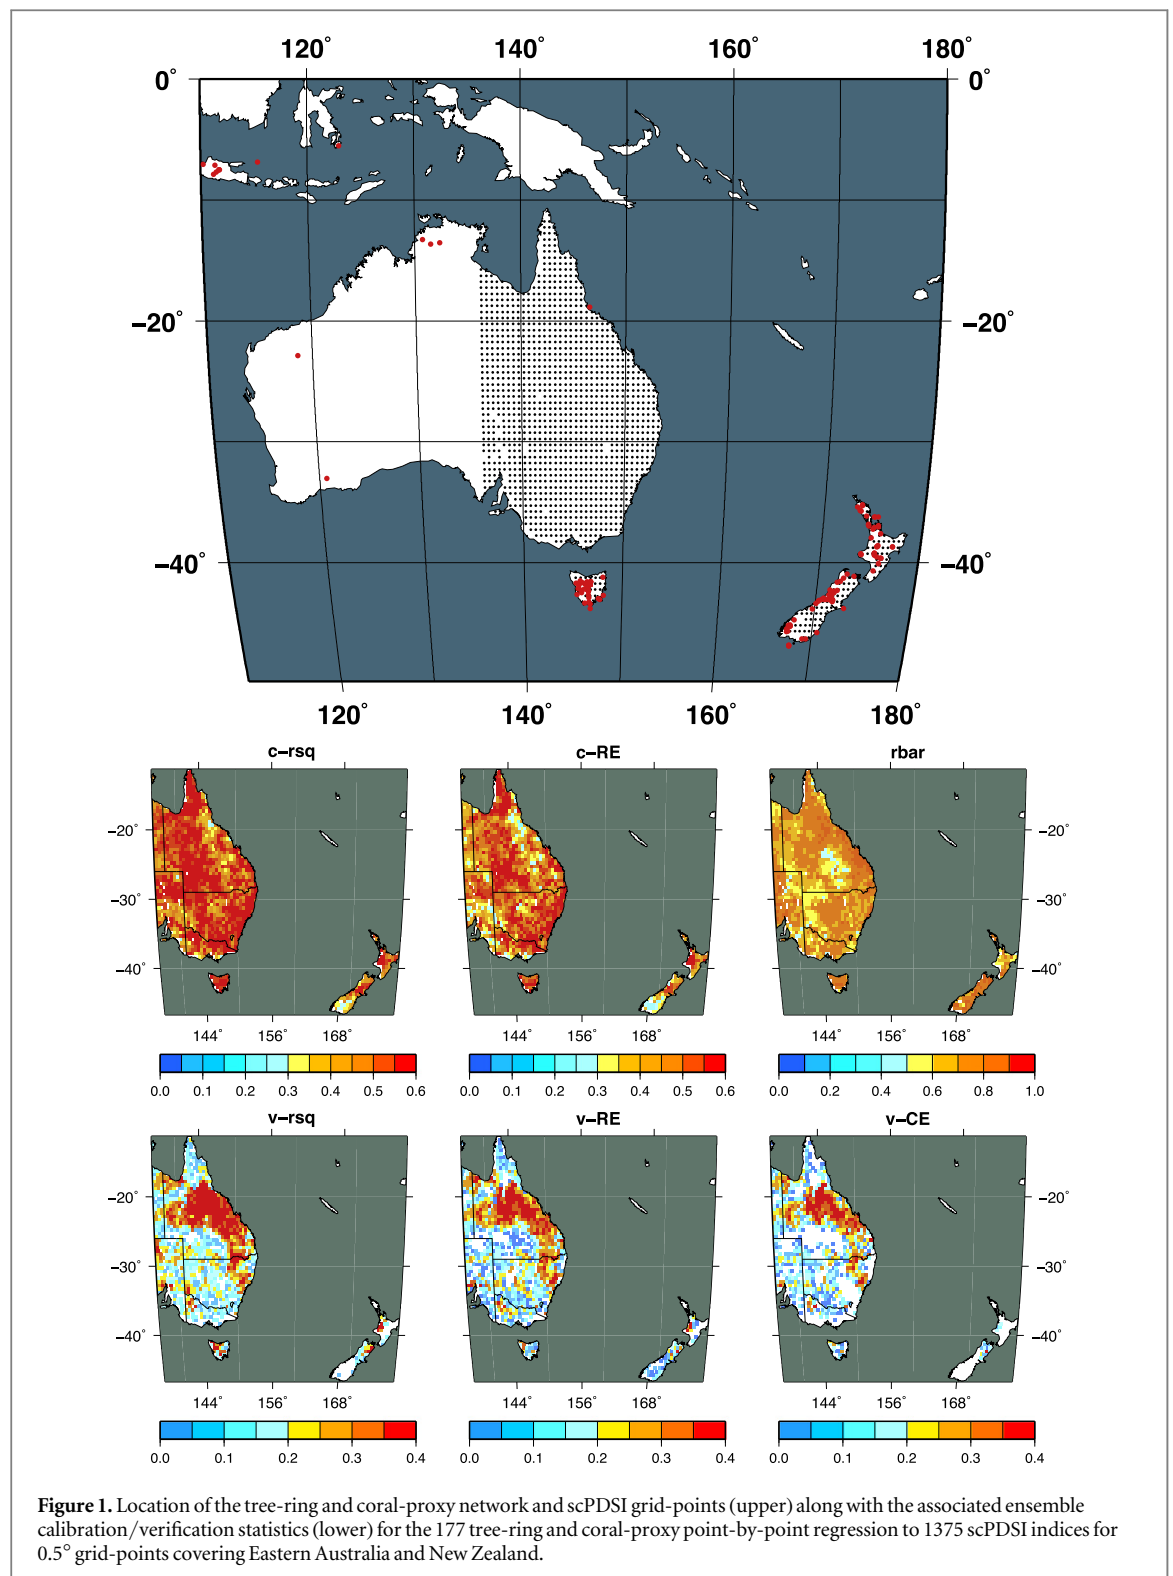 120° 140° 160° 180°
0° 0°
−20° −20°
−40° −40°
120° 140° 160° 180°
c−rsq c−RE rbar
−20° −20°
−30° −30°
−40° −40°
144° 156° 168° 144° 156° 168° 144° 156° 168°
0.0 0.1 0.2 0.3 0.4 0.5 0.6 0.0 0.1 0.2 0.3 0.4 0.5 0.6 0.0 0.2 0.4 0.6 0.8 1.0
v−rsq v−RE v−CE
−20° −20°
−30° −30°
−40° −40°
144° 156° 168° 144° 156° 168° 144° 156° 168°
0.0 0.1 0.2 0.3 0.4 0.0 0.1 0.2 0.3 0.4 0.0 0.1 0.2 0.3 0.4
Figure 1. Location of the tree-ring and coral-proxy network and scPDSI grid-points (upper) along with the associated ensemble
calibration/verification statistics (lower) for the 177 tree-ring and coral-proxy point-by-point regression to 1375 scPDSI indices for
0.5° grid-points covering Eastern Australia and New Zealand.